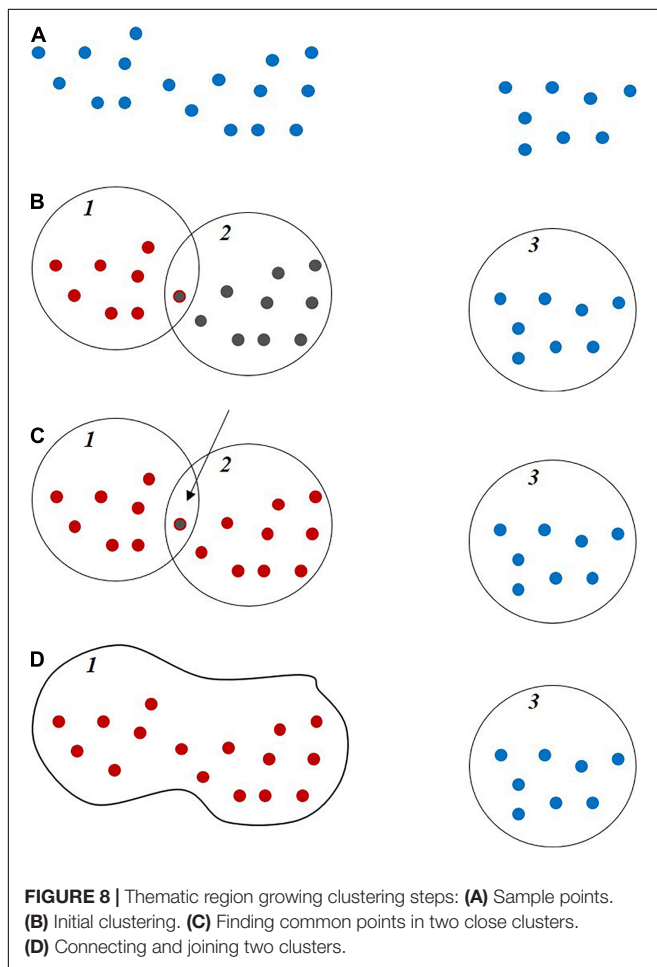 A
B
1
2
3
C
1
2
3
D
1
3
FIGURE 8 | Thematic region growing clustering steps: (A) Sample points.
(B) Initial clustering. (C) Finding common points in two close clusters.
(D) Connecting and joining two clusters.